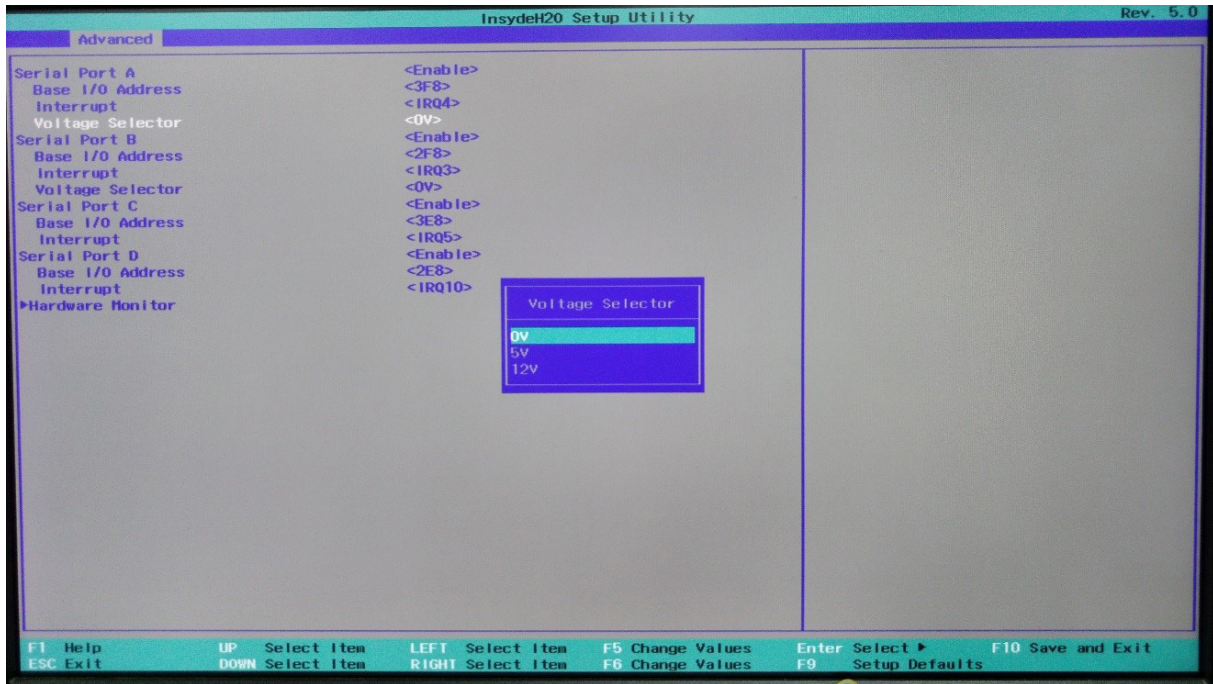 InsydeH2O Setup Utility Rev. 5.0
Advanced
Serial Port A <Enable>
Base I/O Address <3F8>
Interrupt <IRQ4>
Voltage Selector <0V>
Serial Port B <Enable>
Base I/O Address <2F8>
Interrupt <IRQ3>
Voltage Selector <0V>
Serial Port C <Enable>
Base I/O Address <3E8>
Interrupt <IRQ5>
Serial Port D <Enable>
Base I/O Address <2E8>
Interrupt <IRQ10>
►Hardware Monitor
Voltage Selector
0V
5V
12V
F1 Help UP Select Item LEFT Select Item F5 Change Values Enter Select ► F10 Save and Exit
ESC Exit DOWN Select Item RIGHT Select Item F6 Change Values F9 Setup Defaults